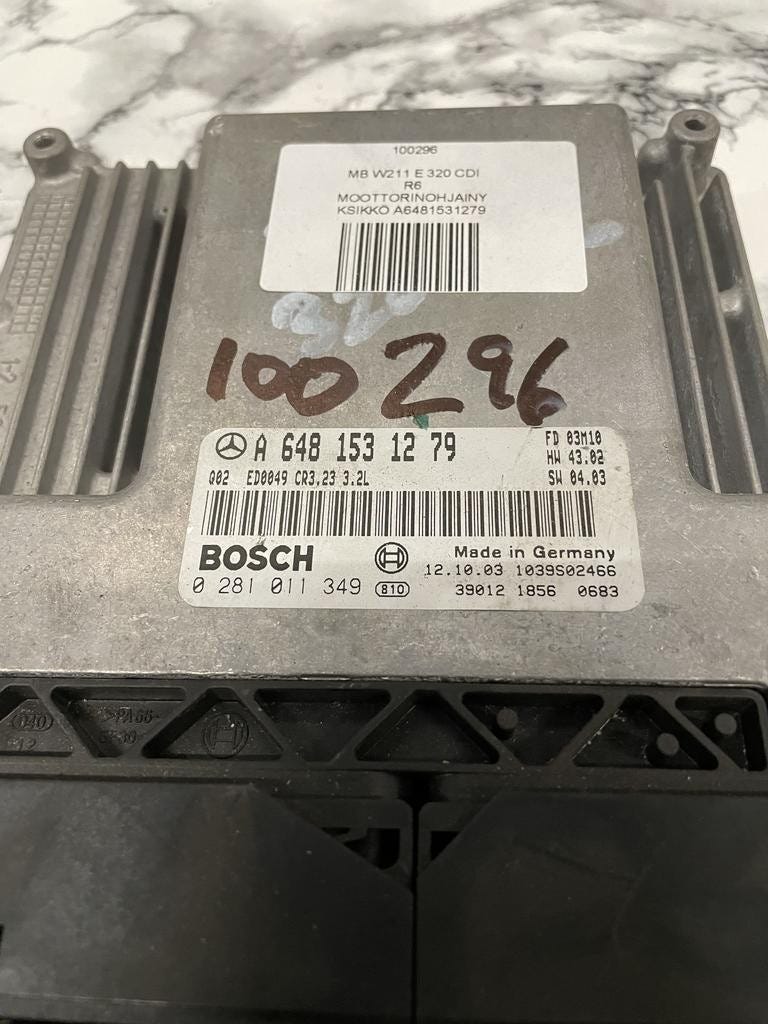 100296
MB W211 E 320 CDI
R6
MOOTTORINOHJAINY
KSIKKÖ A6481531279
320
100296
A 648 153 12 79
FD 03M10
HW 43.02
Q02 ED0049 CR3.23 3.2L
SW 04.03
BOSCH
Made in Germany
12.10.03 1039S02466
0 281 011 349 810
39012 1856 0683